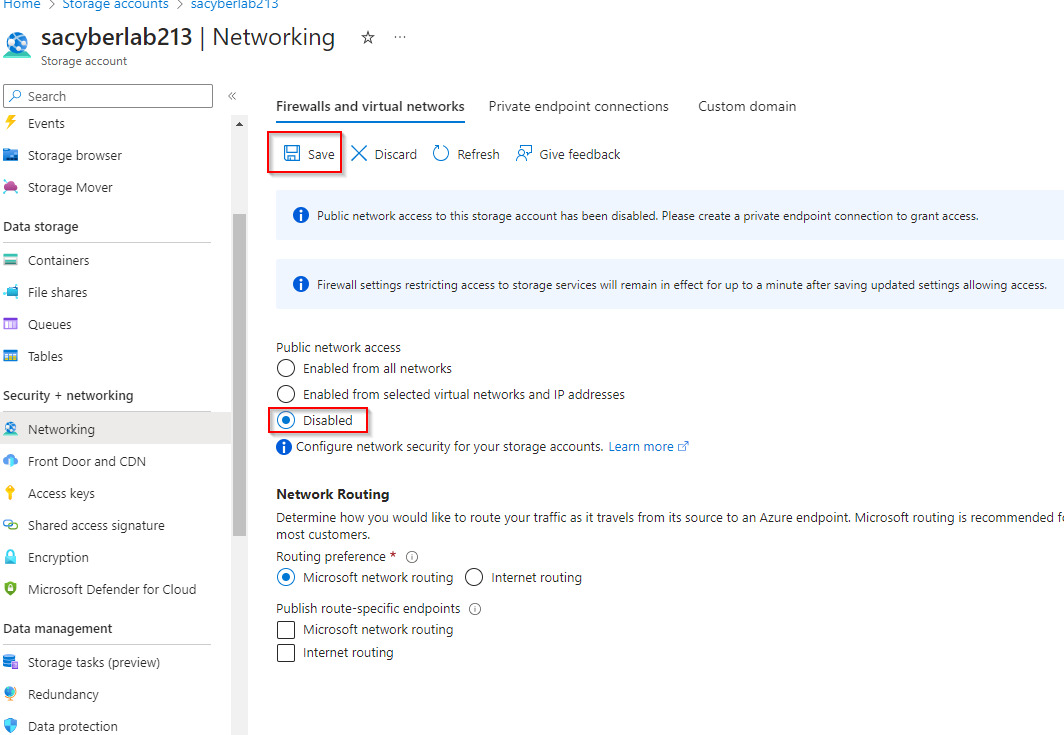 Home > Storage accounts > sacyberlab213
sacyberlab213 | Networking ☆ ...
Storage account
Search «
Events
Storage browser
Storage Mover
Data storage
Containers
File shares
Queues
Tables
Security + networking
Networking
Front Door and CDN
Access keys
Shared access signature
Encryption
Microsoft Defender for Cloud
Data management
Storage tasks (preview)
Redundancy
Data protection
Firewalls and virtual networks Private endpoint connections Custom domain
Save Discard Refresh Give feedback
Public network access to this storage account has been disabled. Please create a private endpoint connection to grant access.
Firewall settings restricting access to storage services will remain in effect for up to a minute after saving updated settings allowing access.
Public network access
Enabled from all networks
Enabled from selected virtual networks and IP addresses
Disabled
Configure network security for your storage accounts. Learn more
Network Routing
Determine how you would like to route your traffic as it travels from its source to an Azure endpoint. Microsoft routing is recommended
most customers.
Routing preference *
Microsoft network routing Internet routing
Publish route-specific endpoints
Microsoft network routing
Internet routing